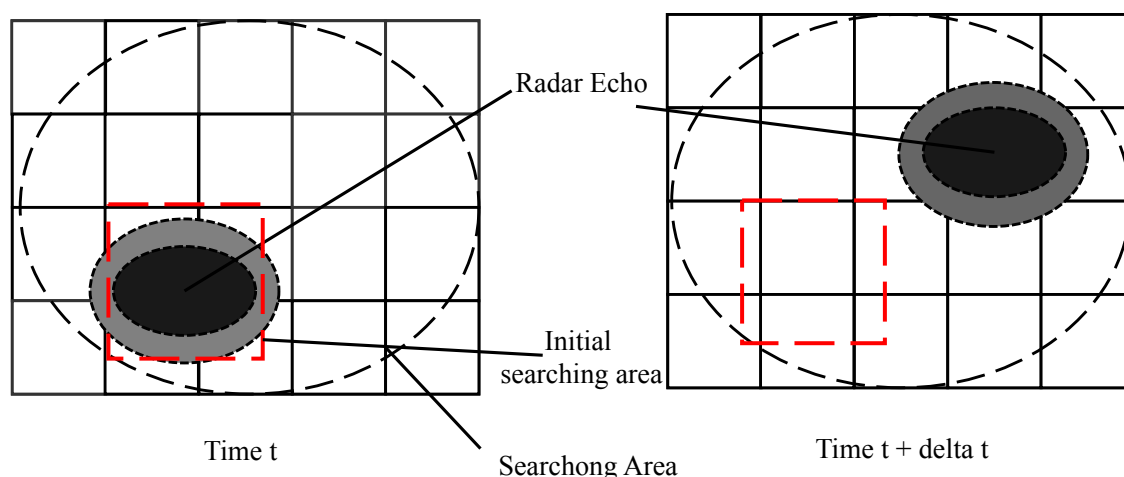 Radar Echo
Initial
searching area
Time t
Searchong Area
Time t + delta t